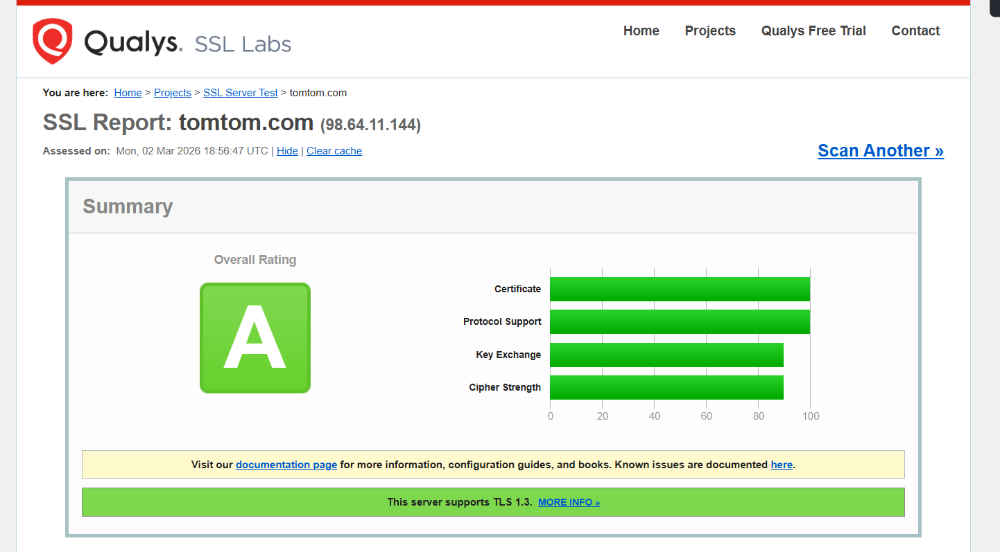 Qualys. SSL Labs
Home Projects Qualys Free Trial Contact
You are here: Home > Projects > SSL Server Test > tomtom.com
SSL Report: tomtom.com (98.64.11.144)
Assessed on: Mon, 02 Mar 2026 18:56:47 UTC | Hide | Clear cache
Scan Another »
Summary
Overall Rating
A
Certificate
Protocol Support
Key Exchange
Cipher Strength
0 20 40 60 80 100
Visit our documentation page for more information, configuration guides, and books. Known issues are documented here.
This server supports TLS 1.3. MORE INFO »